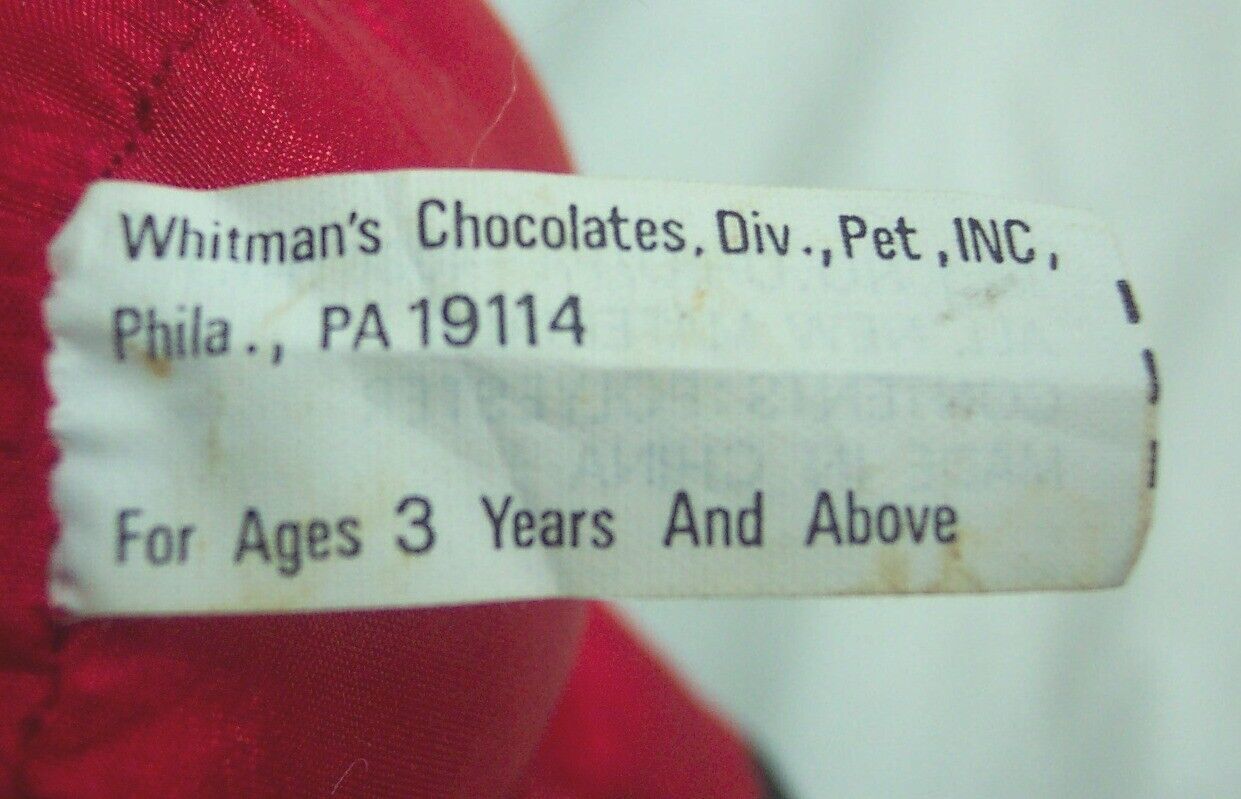 Whitman's Chocolates. Div., Pet, INC,
Phila., PA 19114
For Ages 3 Years And Above